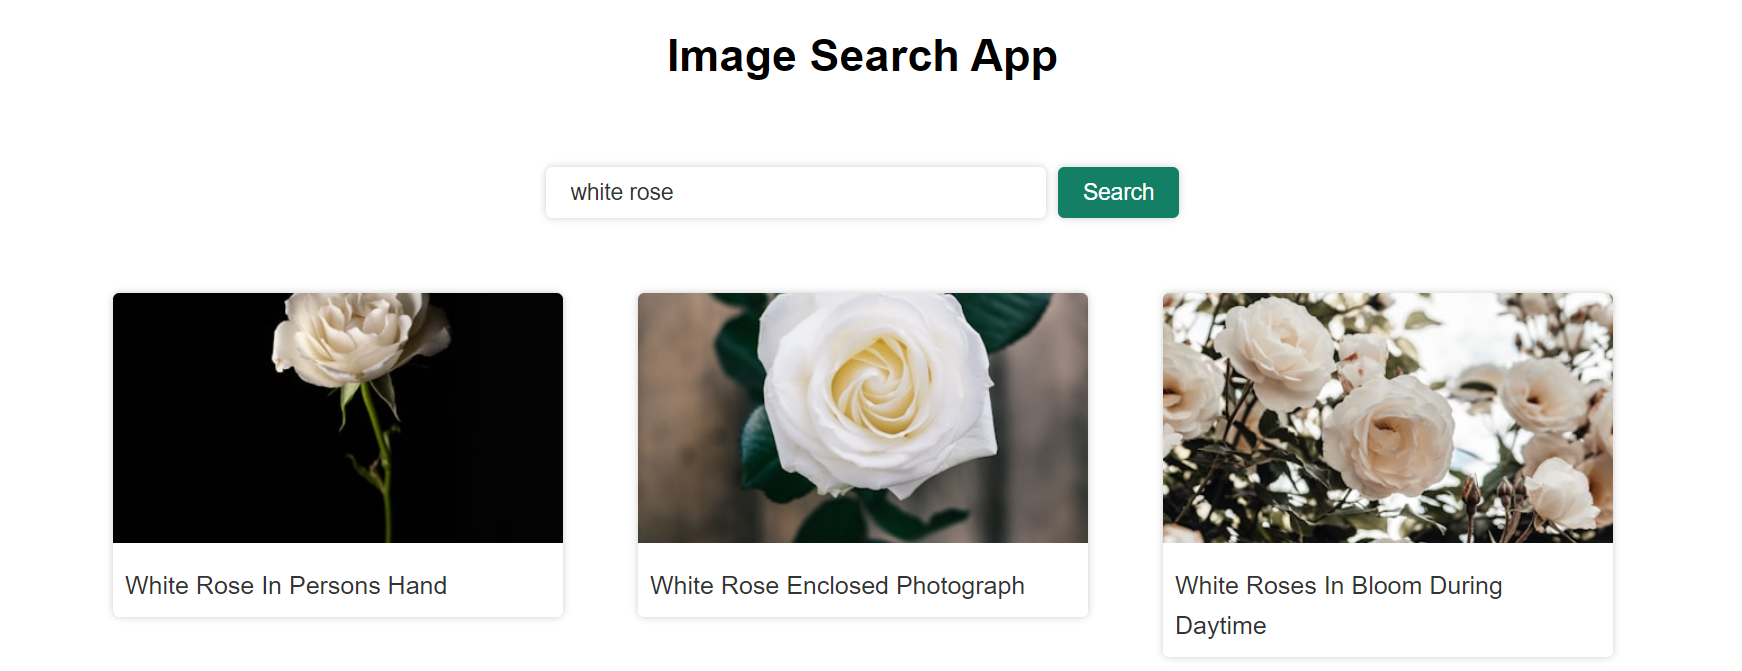 Image Search App
white rose
Search
White Rose In Persons Hand
White Rose Enclosed Photograph
White Roses In Bloom During
Daytime